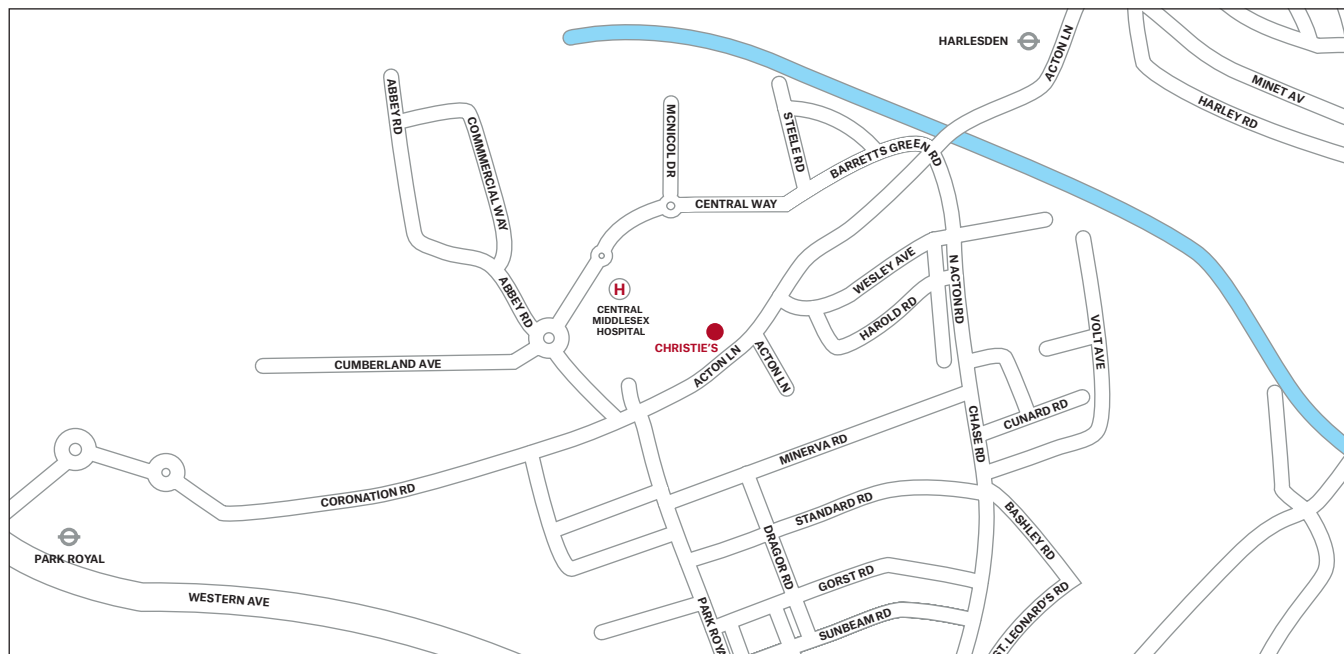 HARLESDEN
ACTON LN
MINET AV
HARLEY RD
ABBEY RD
COMMMERCIAL WAY
MCNICOL DR
STEELE RD
BARRETTS GREEN RD
CENTRAL WAY
WESLEY AVE
N ACTON RD
ABBEY RD
H
CENTRAL
MIDDLESEX
HOSPITAL
HAROLD RD
VOLT AVE
CHRISTIE'S
ACTON LN
ACTON LN
CUMBERLAND AVE
CUNARD RD
CHASE RD
MINERVA RD
CORONATION RD
STANDARD RD
BASHLEY RD
DRAGOR RD
PARK ROYAL
GORST RD
WESTERN AVE
PARK ROYA
SUNBEAM RD
ST. LEONARD'S RD